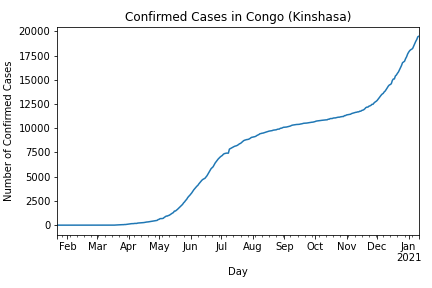 Confirmed Cases in Congo (Kinshasa)
Number of Confirmed Cases
20000
17500
15000
12500
10000
7500
5000
2500
0
Feb Mar Apr May Jun Jul Aug Sep Oct Nov Dec Jan
2021
Day